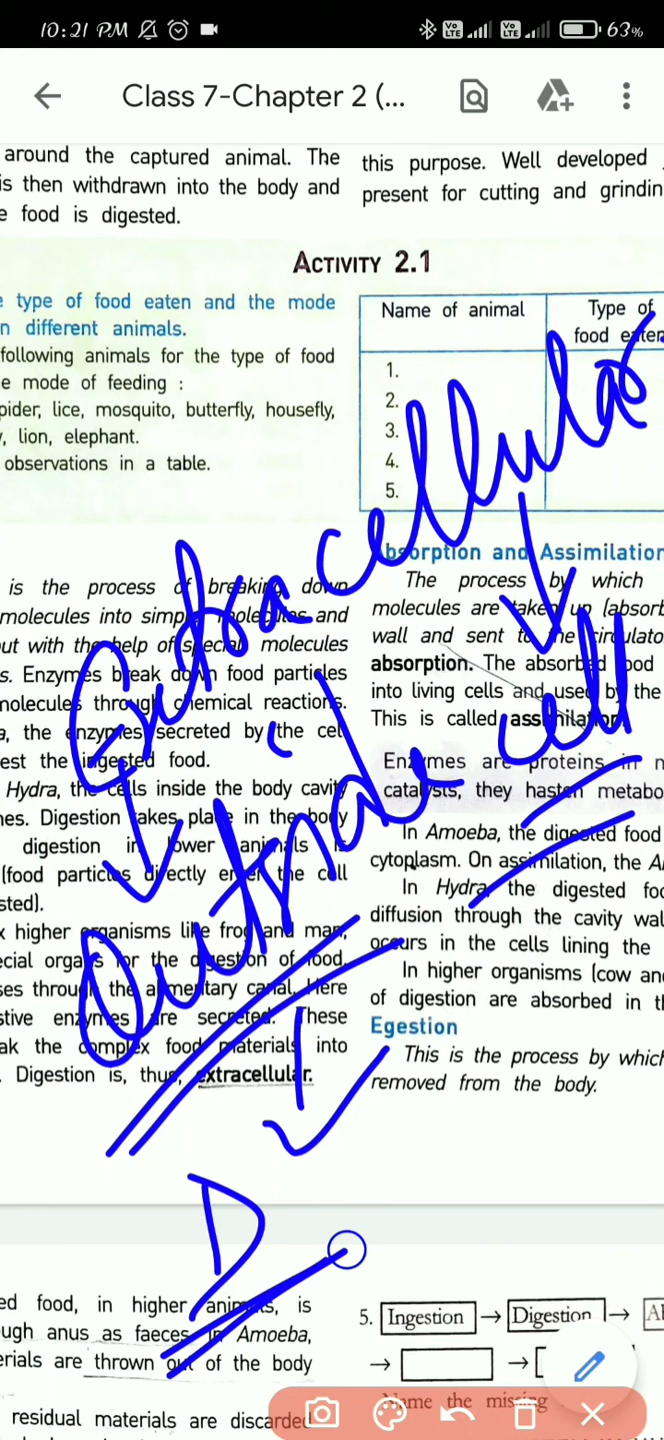 10:21 PM
63%
Class 7-Chapter 2 (...
around the captured animal. The
is then withdrawn into the body and
e food is digested.
this purpose. Well developed
present for cutting and grindin
ACTIVITY 2.1
e type of food eaten and the mode
n different animals.
following animals for the type of food
e mode of feeding :
pider, lice, mosquito, butterfly, housefly,
, lion, elephant.
observations in a table.
Name of animal
Type of
food eaten
1.
2.
3.
4.
5.
Extracellular
outside cell
D
is the process of breaking down
molecules into simple molecules and
out with the help of special molecules
s. Enzymes break down food particles
molecules through chemical reactions.
a, the enzymes secreted by the cell
est the ingested food.
Hydra, the cells inside the body cavity
nes. Digestion takes place in the body
digestion in lower animals is
(food particles directly enter the cell
sted).
x higher organisms like frog and man,
ecial organs for the digestion of food.
ses through the alimentary canal. Here
stive enzymes are secreted. These
ak the complex food materials into
. Digestion is, thus, extracellular.
bsorption and Assimilation
The process by which
molecules are taken up (absorb
wall and sent to the circulato
absorption. The absorbed food
into living cells and used by the
This is called assimilation.
Enzymes are proteins in n
catalysts, they hasten metabo
In Amoeba, the digested food
cytoplasm. On assimilation, the A
In Hydra, the digested foo
diffusion through the cavity wal
occurs in the cells lining the
In higher organisms (cow an
of digestion are absorbed in t
Egestion
This is the process by which
removed from the body.
ed food, in higher animals, is
ugh anus as faeces. In Amoeba,
erials are thrown out of the body
residual materials are discarded
5. Ingestion → Digestion → A
→ →
Name the missing